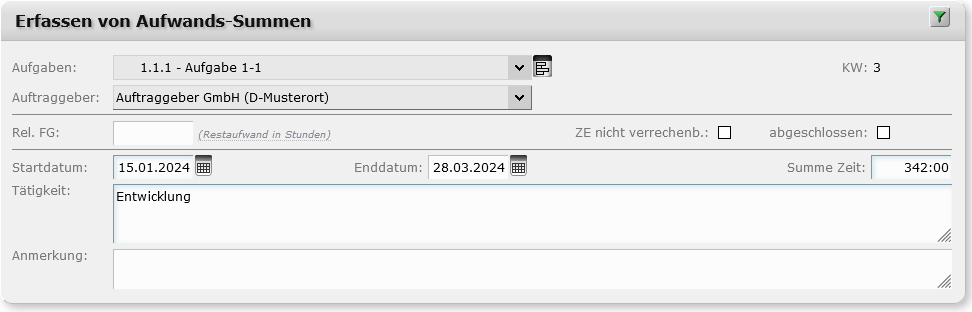 Erfassen von Aufwands-Summen
Aufgaben: 1.1.1 - Aufgabe 1-1 KW: 3
Auftraggeber: Auftraggeber GmbH (D-Musterort)
Rel. FG: (Restaufwand in Stunden) ZE nicht verrechenb.: abgeschlossen:
Startdatum: 15.01.2024 Enddatum: 28.03.2024 Summe Zeit: 342:00
Tätigkeit: Entwicklung
Anmerkung: